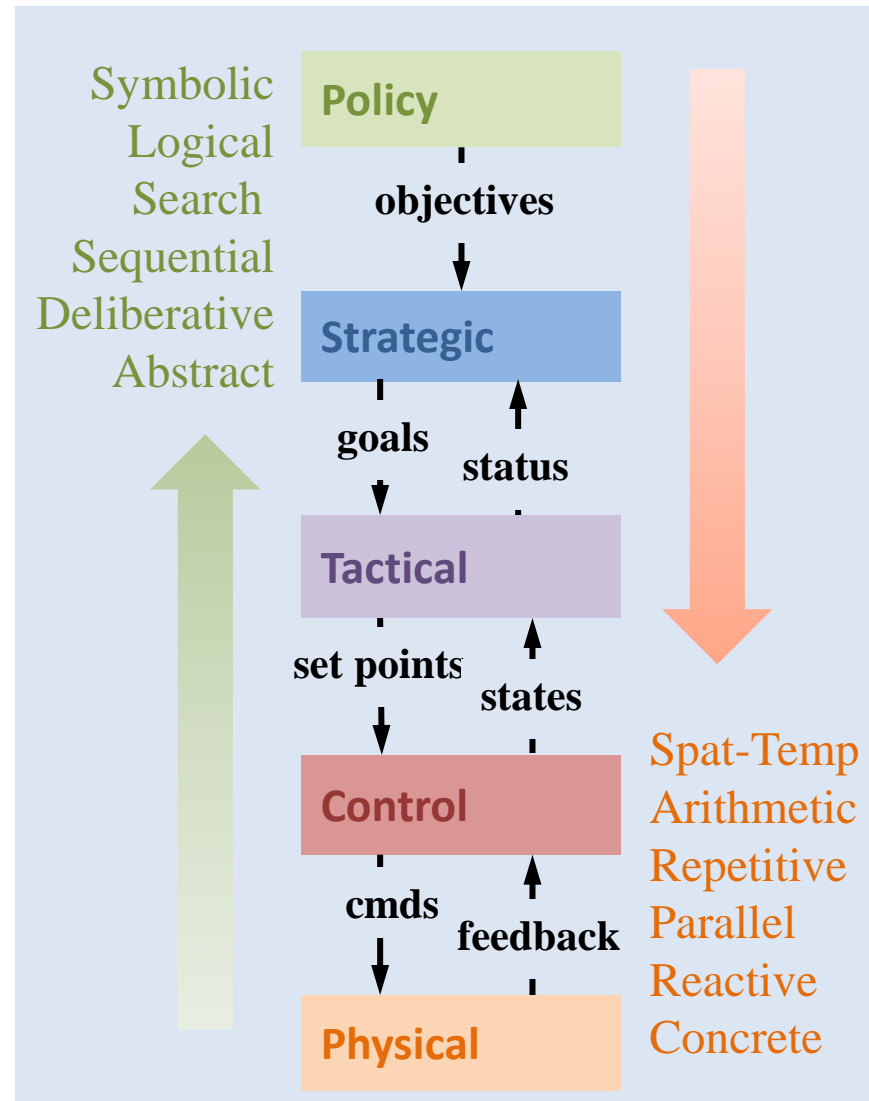 Symbolic
Logical
Search
Sequential
Deliberative
Abstract
Policy
objectives
Strategic
goals
status
Tactical
set points
states
Control
cmds
feedback
Physical
Spat-Temp
Arithmetic
Repetitive
Parallel
Reactive
Concrete